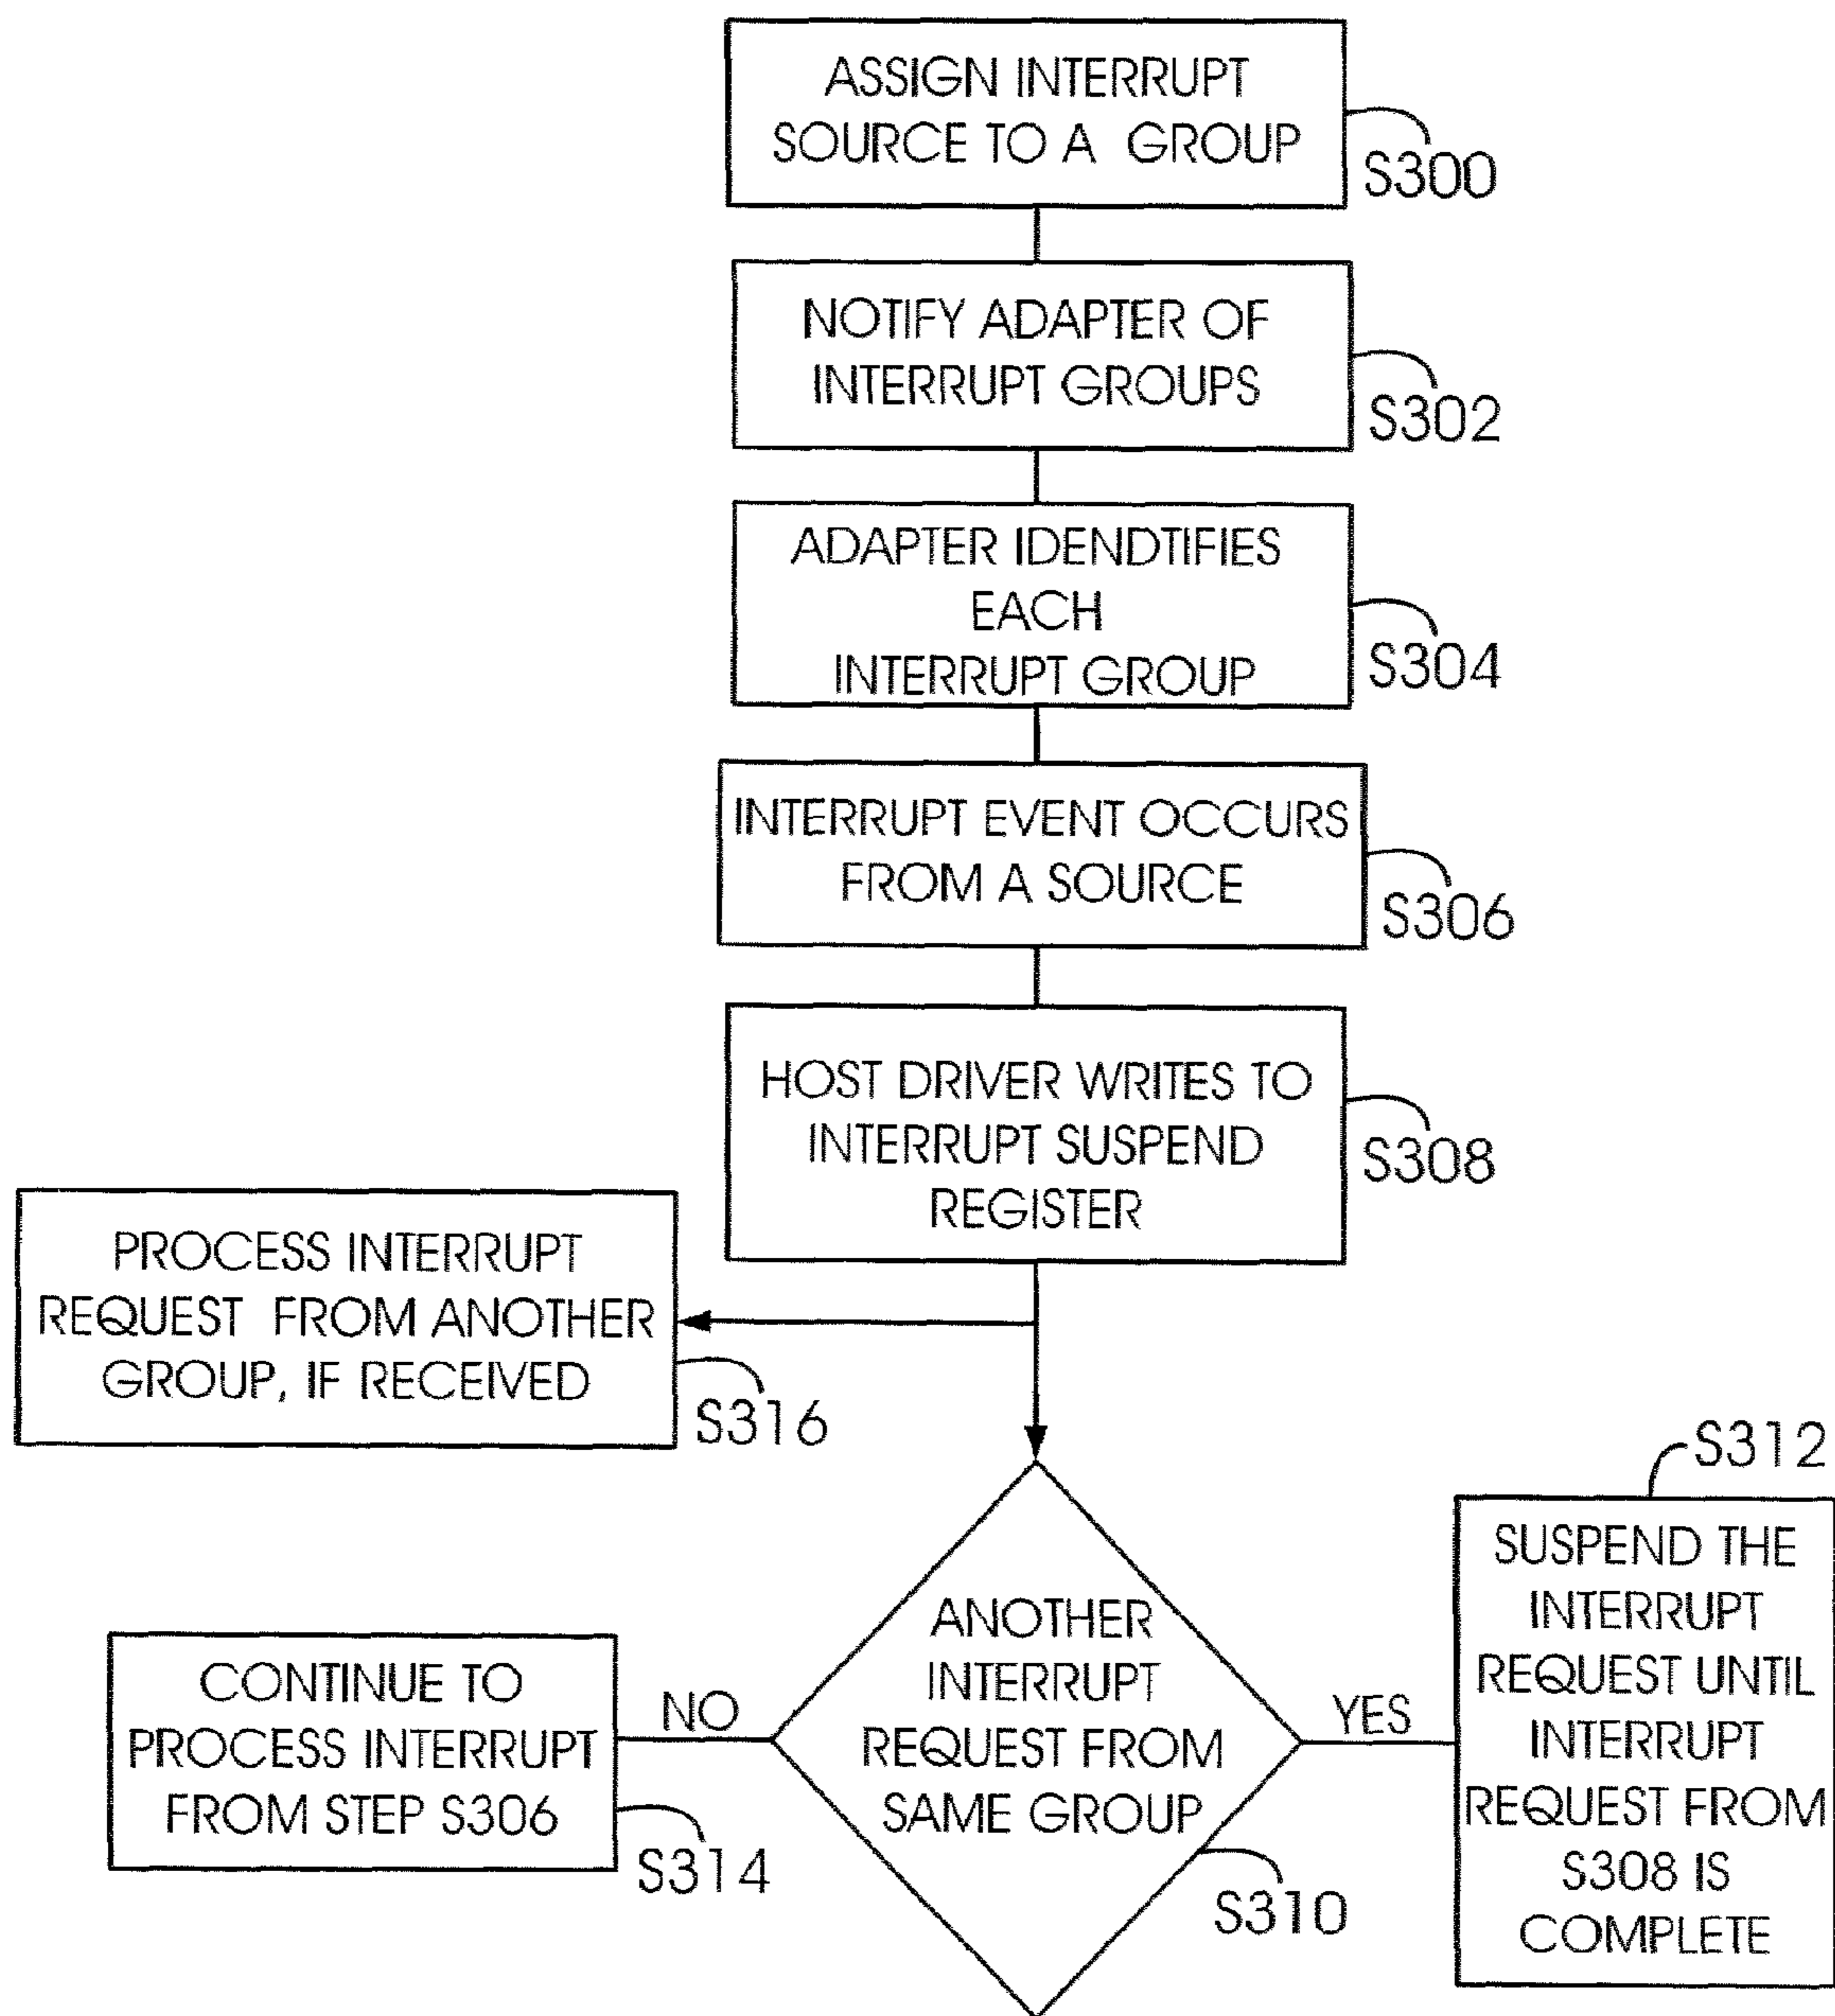 ASSIGN INTERRUPT
SOURCE TO A GROUP
S300
NOTIFY ADAPTER OF
INTERRUPT GROUPS
S302
ADAPTER IDENDTIFIES
EACH
INTERRUPT GROUP
S304
INTERRUPT EVENT OCCURS
FROM A SOURCE
S306
HOST DRIVER WRITES TO
INTERRUPT SUSPEND
REGISTER
S308
PROCESS INTERRUPT
REQUEST FROM ANOTHER
GROUP, IF RECEIVED
S316
ANOTHER
INTERRUPT
REQUEST FROM
SAME GROUP
S310
NO
CONTINUE TO
PROCESS INTERRUPT
FROM STEP S306
S314
YES
S312
SUSPEND THE
INTERRUPT
REQUEST UNTIL
INTERRUPT
REQUEST FROM
S308 IS
COMPLETE